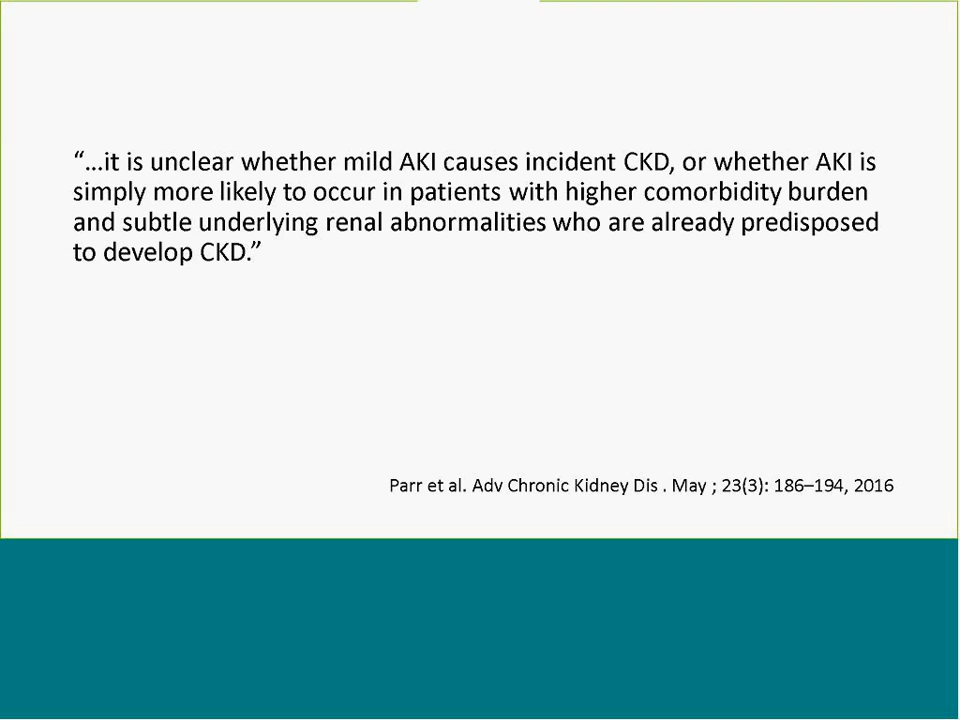 “...it is unclear whether mild AKI causes incident CKD, or whether AKI is
simply more likely to occur in patients with higher comorbidity burden
and subtle underlying renal abnormalities who are already predisposed
to develop CKD.”
Parr et al. Adv Chronic Kidney Dis . May ; 23(3): 186–194, 2016